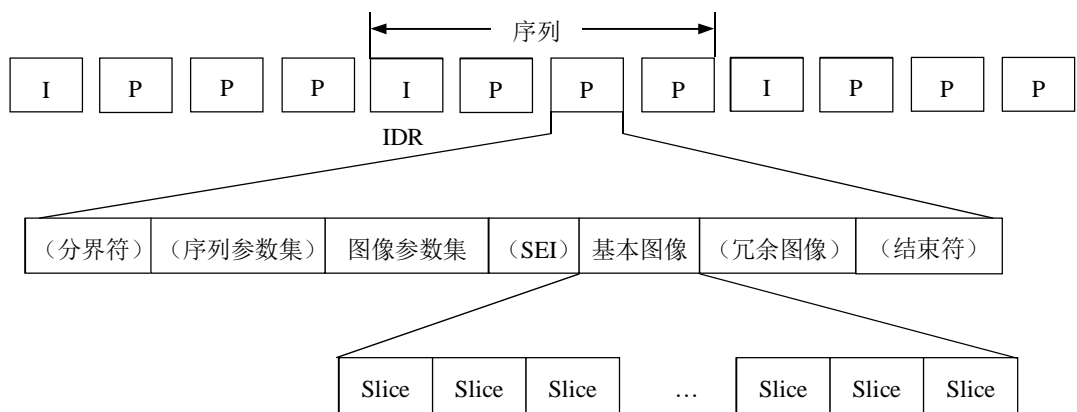 序列
I P P P I P P P I P P P
IDR
（分界符） （序列参数集） 图像参数集 （SEI） 基本图像 （冗余图像） （结束符）
Slice Slice Slice … Slice Slice Slice